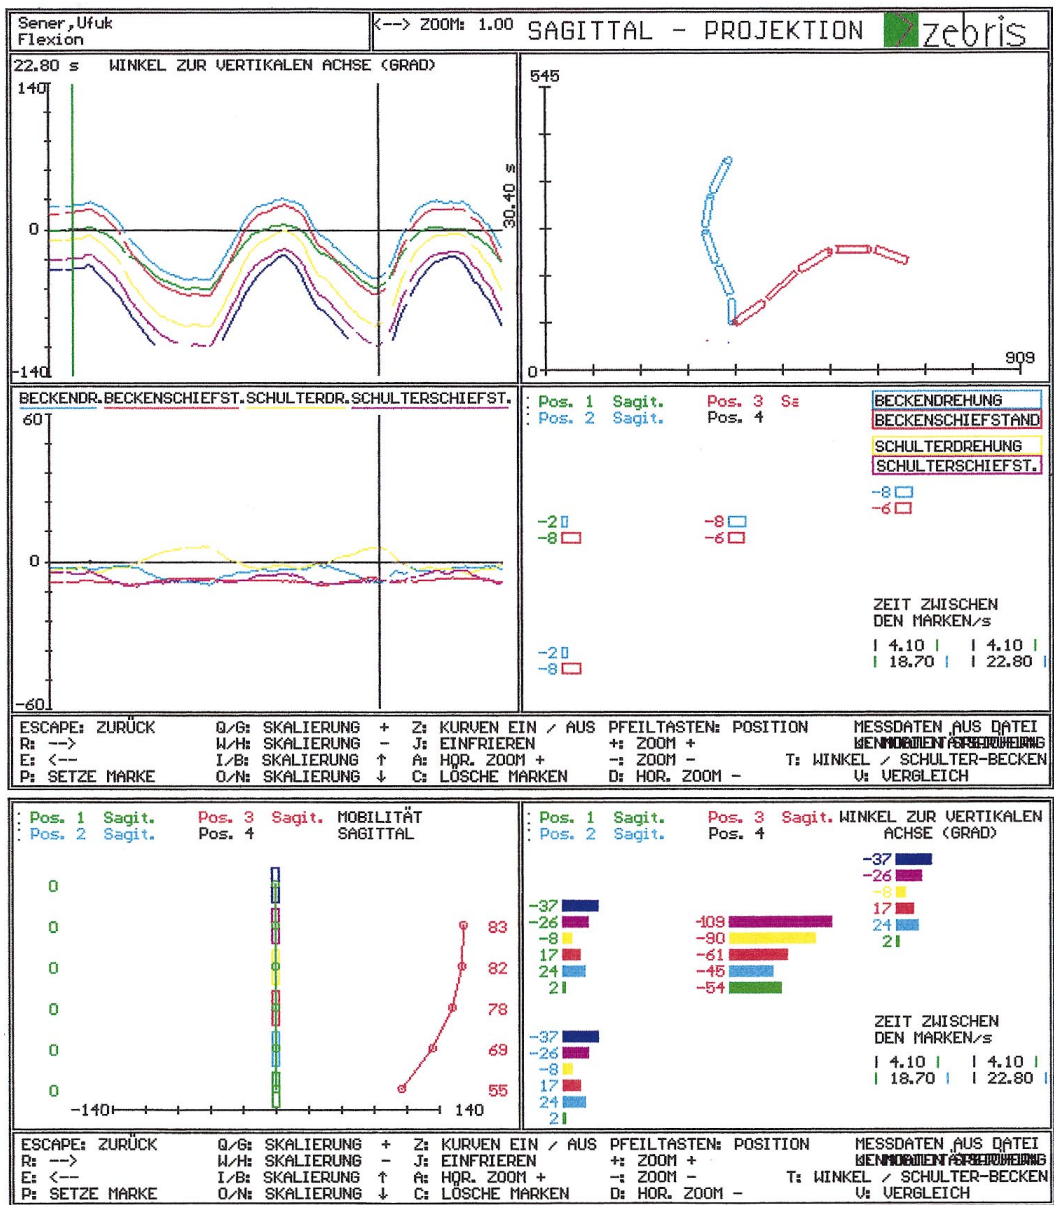 Sener,Ufuk
Flexion
<--> ZOOM: 1.00
SAGITTAL - PROJEKTION
zebris
22.80 s WINKEL ZUR VERTIKALEN ACHSE (GRAD)
140
0
-140
30.40 s
545
0
909
BECKENDR. BECKENSCHIEFST. SCHULTERDR. SCHULTERSCHIEFST.
60
0
-60
: Pos. 1 Sagit. Pos. 3
: Pos. 2 Sagit. Pos. 4
BECKENDREHUNG
BECKENSCHIEFSTAND
SCHULTERDREHUNG
SCHULTERSCHIEFST.
-8
-6
-2
-8
-8
-6
-2
-8
ZEIT ZWISCHEN
DEN MARKEN/s
| 4.10 | | 4.10 |
| 18.70 | | 22.80 |
ESCAPE: ZURÜCK Q/G: SKALIERUNG + Z: KURVEN EIN / AUS PFEILTASTEN: POSITION MESSDATEN AUS DATEI
R: --> W/H: SKALIERUNG - J: EINFRIEREN +: ZOOM +
E: <-- I/B: SKALIERUNG ↑ A: HOR. ZOOM + -: ZOOM - T: WINKEL / SCHULTER-BECKEN
P: SETZE MARKE O/N: SKALIERUNG ↓ C: LÖSCHE MARKEN D: HOR. ZOOM - V: VERGLEICH
: Pos. 1 Sagit. Pos. 3 Sagit. MOBILITÄT
: Pos. 2 Sagit. Pos. 4 SAGITTAL
0
0 83
0 82
0 78
0 69
0 55
-140 140
: Pos. 1 Sagit. Pos. 3 Sagit. WINKEL ZUR VERTIKALEN
: Pos. 2 Sagit. Pos. 4 ACHSE (GRAD)
-37
-26
-8
17
24
2
-37
-26
-8
17
24
2
-109
-90
-61
-45
-54
-37
-26
-8
17
24
2
ZEIT ZWISCHEN
DEN MARKEN/s
| 4.10 | | 4.10 |
| 18.70 | | 22.80 |
ESCAPE: ZURÜCK Q/G: SKALIERUNG + Z: KURVEN EIN / AUS PFEILTASTEN: POSITION MESSDATEN AUS DATEI
R: --> W/H: SKALIERUNG - J: EINFRIEREN +: ZOOM +
E: <-- I/B: SKALIERUNG ↑ A: HOR. ZOOM + -: ZOOM - T: WINKEL / SCHULTER-BECKEN
P: SETZE MARKE O/N: SKALIERUNG ↓ C: LÖSCHE MARKEN D: HOR. ZOOM - V: VERGLEICH